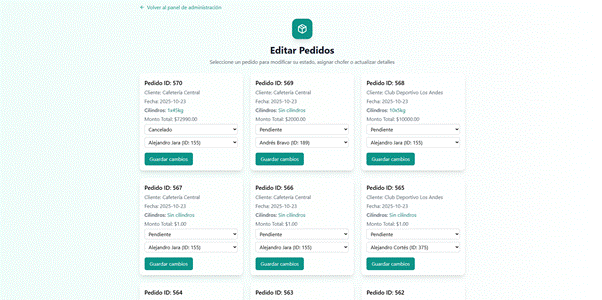 ← Volver al panel de administración
Editar Pedidos
Seleccione un pedido para modificar su estado, asignar chofer o actualizar detalles
Pedido ID: 570
Cliente: Cafetería Central
Fecha: 2025-10-23
Cilindros: 1x45kg
Monto Total: $72990.00
Cancelado
Alejandro Jara (ID: 155)
Guardar cambios
Pedido ID: 569
Cliente: Cafetería Central
Fecha: 2025-10-23
Cilindros: Sin cilindros
Monto Total: $2000.00
Pendiente
Andrés Bravo (ID: 189)
Guardar cambios
Pedido ID: 568
Cliente: Club Deportivo Los Andes
Fecha: 2025-10-23
Cilindros: 10x5kg
Monto Total: $10000.00
Pendiente
Alejandro Jara (ID: 155)
Guardar cambios
Pedido ID: 567
Cliente: Cafetería Central
Fecha: 2025-10-23
Cilindros: Sin cilindros
Monto Total: $1.00
Pendiente
Alejandro Jara (ID: 155)
Guardar cambios
Pedido ID: 566
Cliente: Cafetería Central
Fecha: 2025-10-23
Cilindros: Sin cilindros
Monto Total: $1.00
Pendiente
Alejandro Jara (ID: 155)
Guardar cambios
Pedido ID: 565
Cliente: Club Deportivo Los Andes
Fecha: 2025-10-23
Cilindros: Sin cilindros
Monto Total: $1.00
Pendiente
Alejandro Cortés (ID: 375)
Guardar cambios
Pedido ID: 564
Pedido ID: 563
Pedido ID: 562